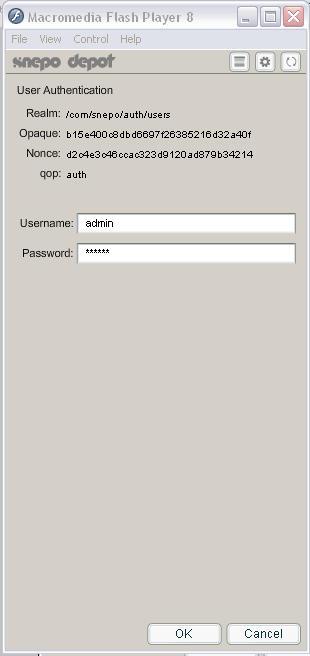 Macromedia Flash Player 8
File View Control Help
snepo depot
User Authentication
Realm: /com/snepo/auth/users
Opaque: b15e400c8dbd6697f26385216d32a40f
Nonce: d2c4e3c46ccac323d9120ad879b34214
qop: auth
Username: admin
Password: ******
OK Cancel